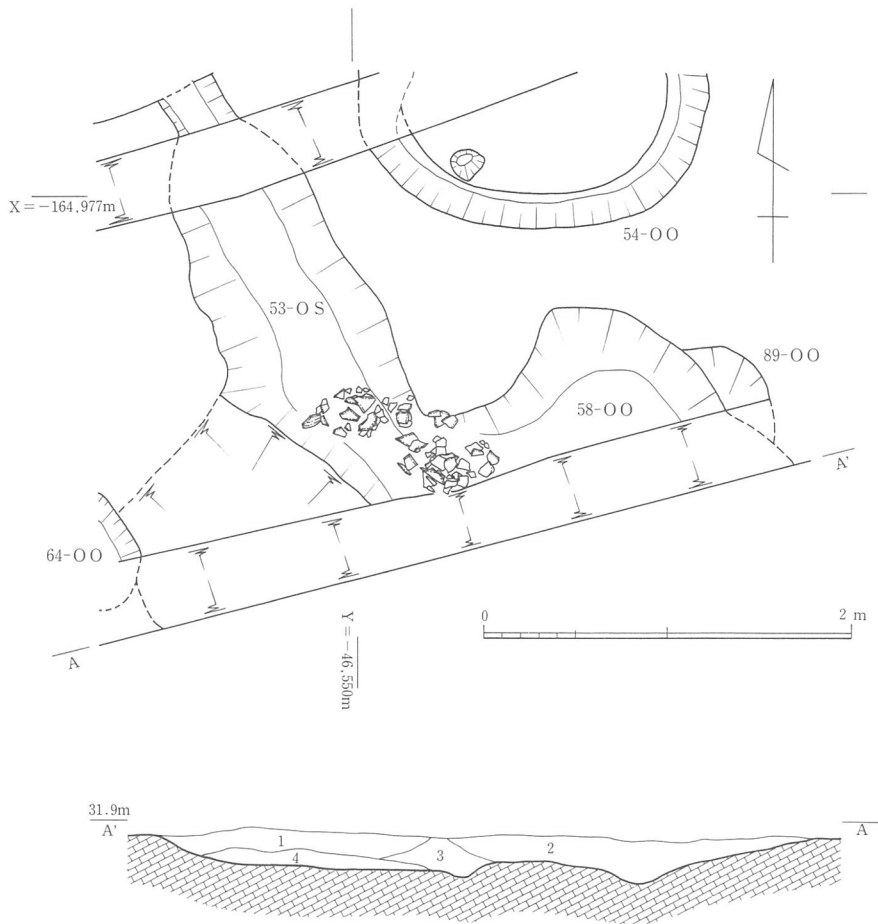 X=-164,977m
54-OO
53-OS
89-OO
58-OO
A'
64-OO
0
2 m
A
Y=-46,550m
31.9m
A'
A
1
2
3
4